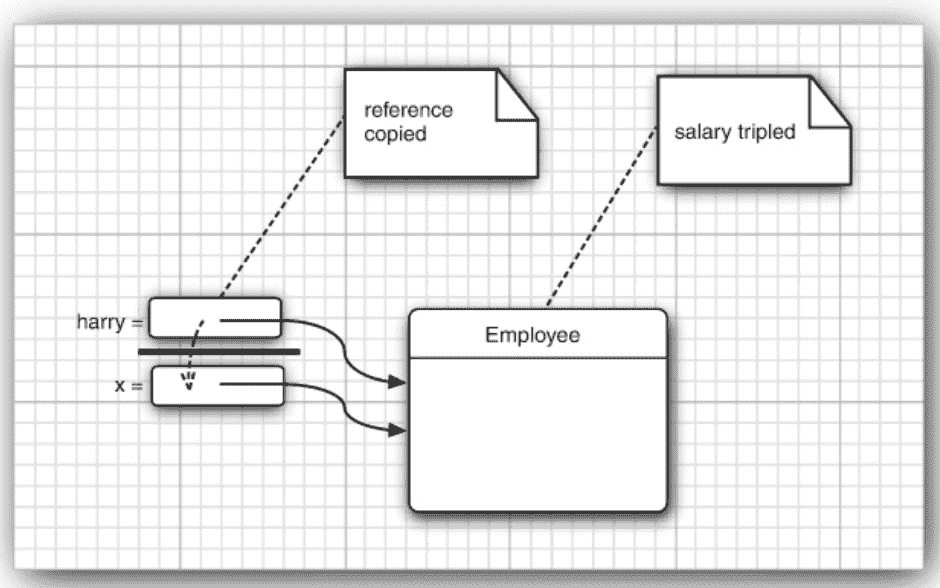 reference
copied
salary tripled
harry =
x =
Employee